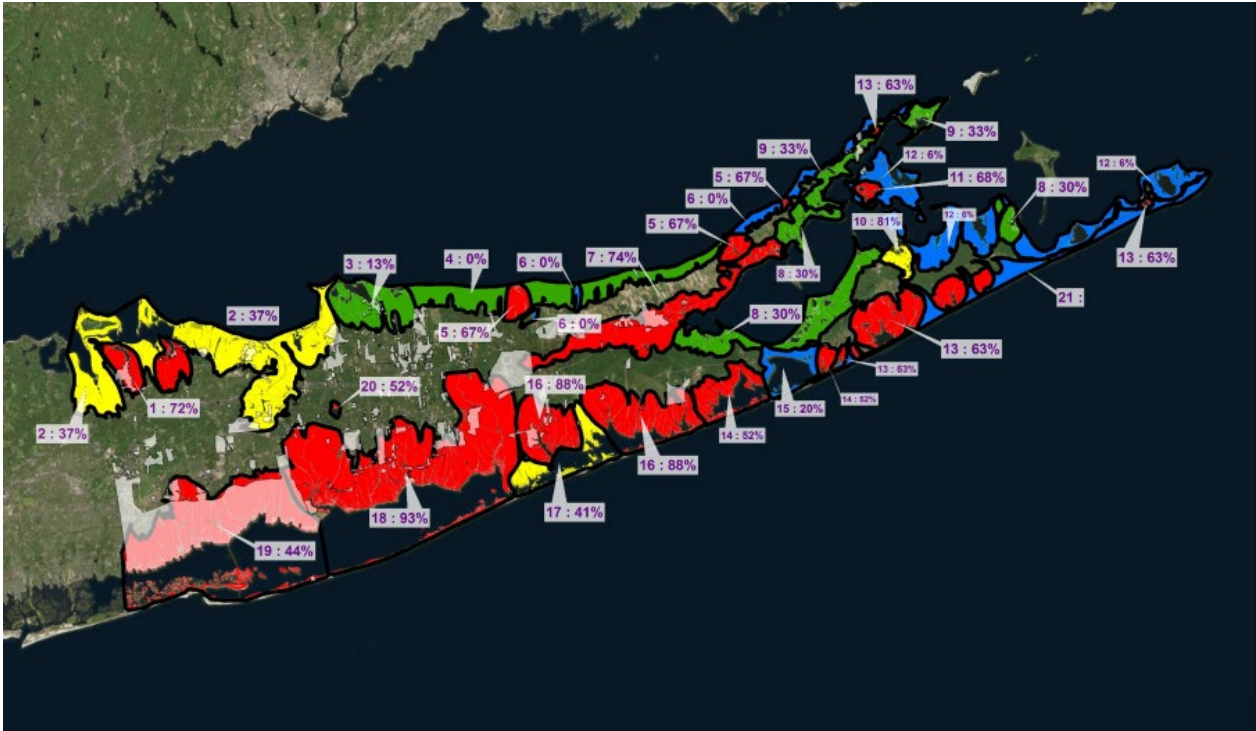 13 : 63%
9 : 33%
9 : 33%
12 : 6%
5 : 67%
11 : 68%
12 : 6%
8 : 30%
6 : 0%
5 : 67%
10 : 81%
12 : 6%
13 : 63%
3 : 13%
4 : 0%
6 : 0%
7 : 74%
8 : 30%
21 :
2 : 37%
5 : 67%
6 : 0%
8 : 30%
13 : 63%
13 : 63%
20 : 52%
16 : 88%
1 : 72%
15 : 20%
14 : 52%
2 : 37%
14 : 52%
16 : 88%
18 : 93%
17 : 41%
19 : 44%